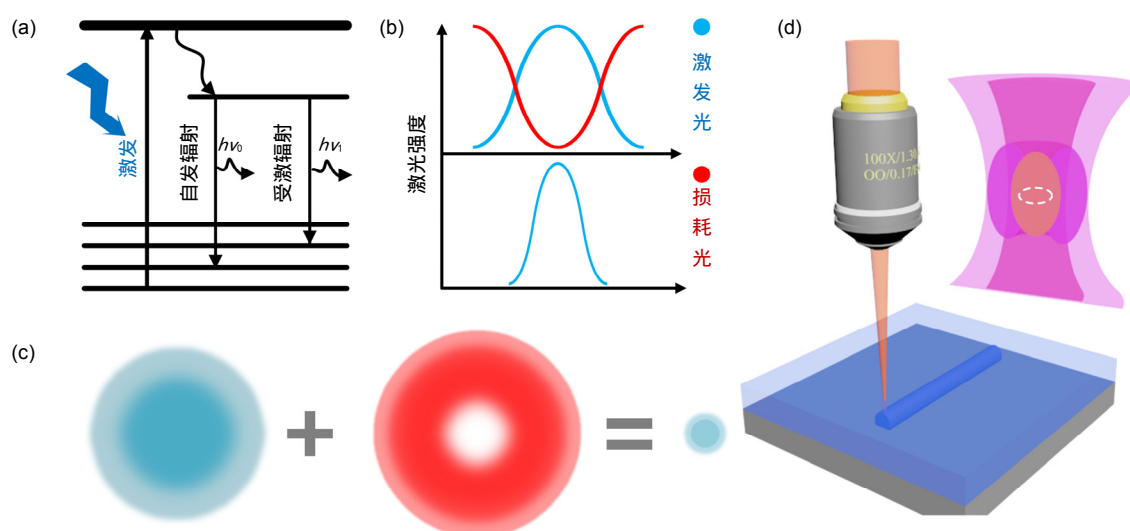 (a)
激发
自发辐射
hν₀
受激辐射
hν₁
(b)
激光强度
激发光
损耗光
(c)
(d)
100X/1.30
OO/0.17/